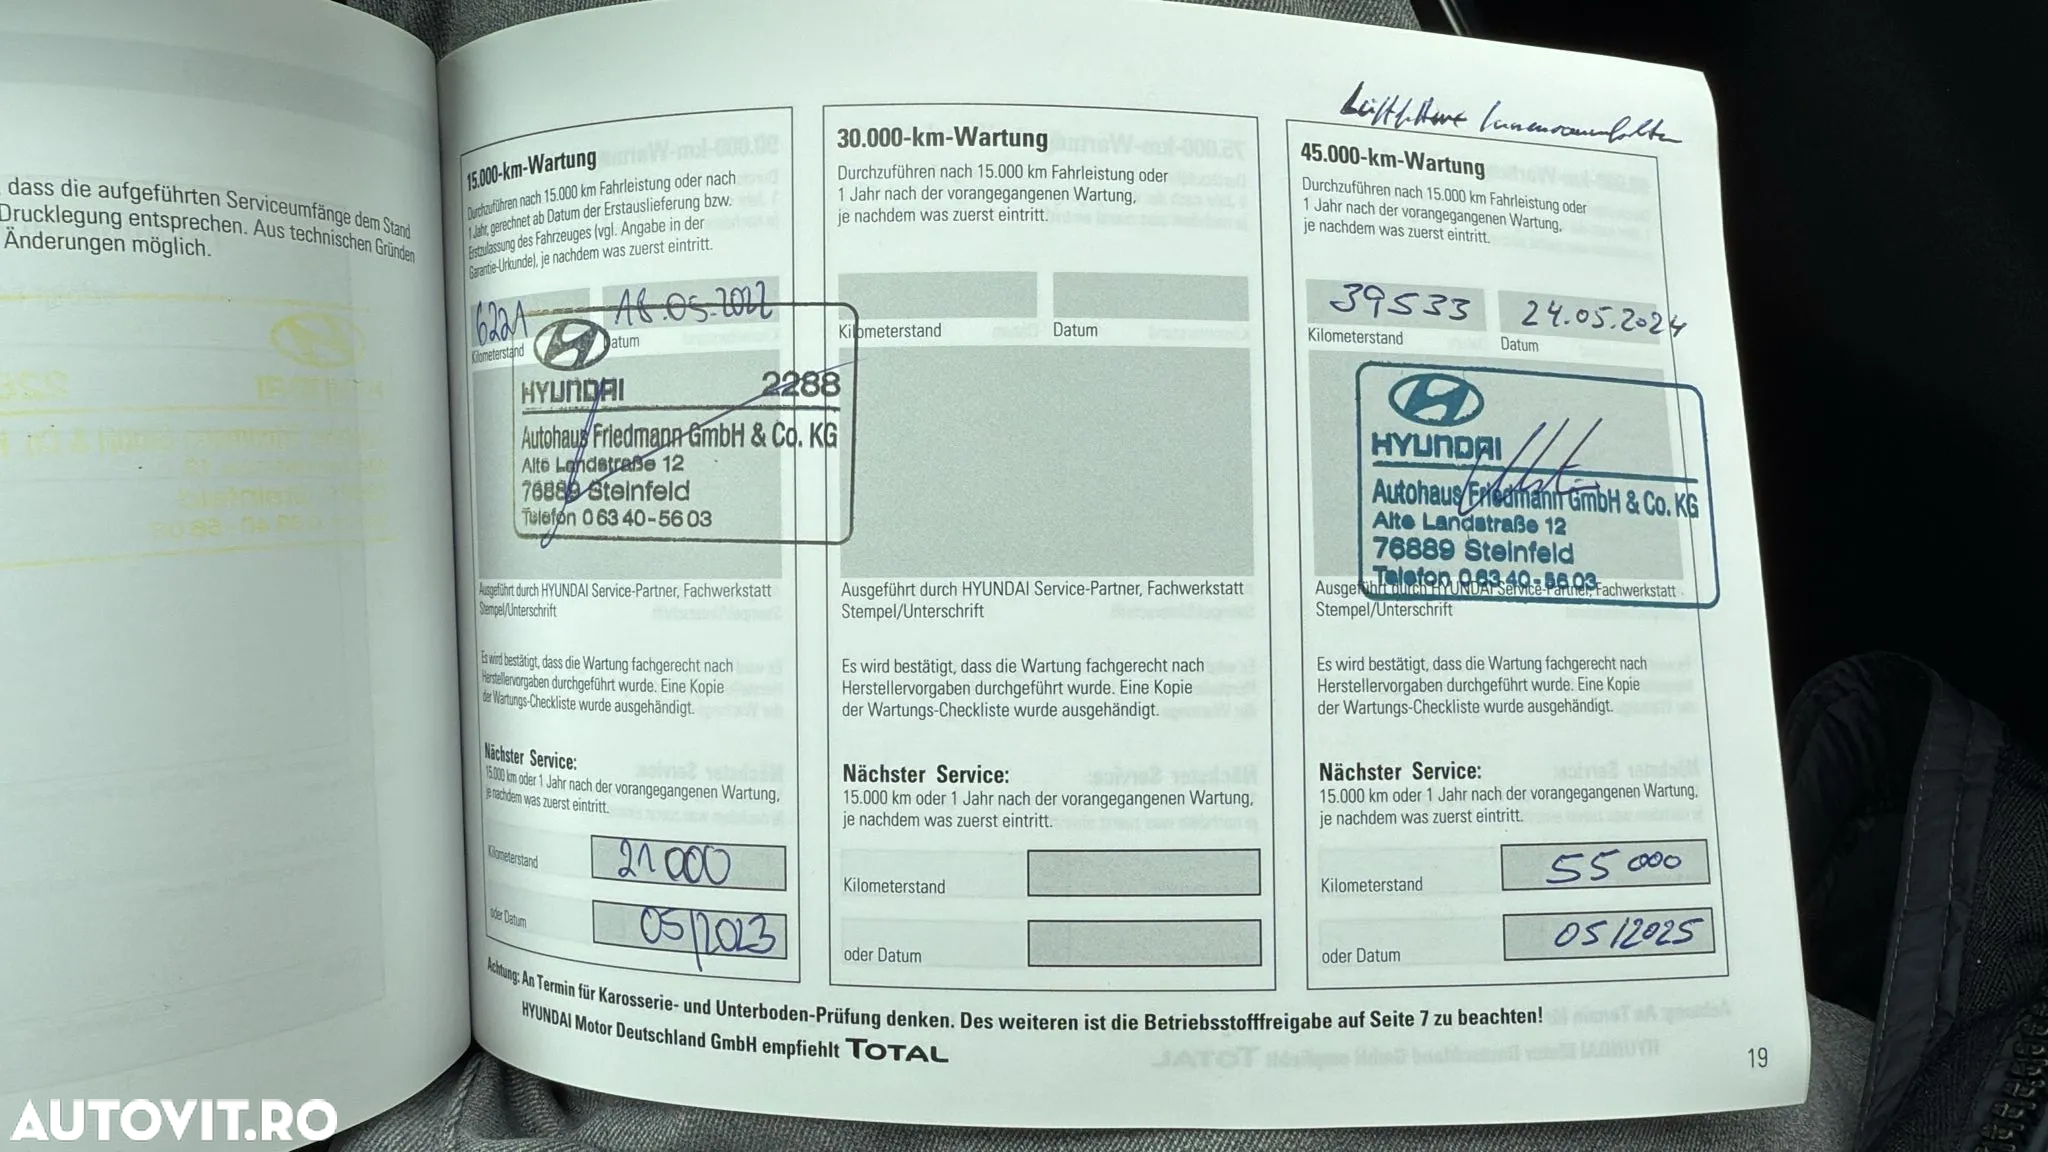 dass die aufgeführten Serviceumfänge dem Stand
Drucklegung entsprechen. Aus technischen Gründen
Änderungen möglich.
15.000-km-Wartung
Durchzuführen nach 15.000 km Fahrleistung oder nach
1 Jahr, gerechnet ab Datum der Erstauslieferung bzw.
Erstzulassung des Fahrzeuges (vgl. Angabe in der
Garantie-Urkunde), je nachdem was zuerst eintritt.
6221 18.05.2022
Kilometerstand Datum
HYUNDAI 2288
Autohaus Friedmann GmbH & Co. KG
Alte Landstraße 12
76889 Steinfeld
Telefon 0 63 40-56 03
Ausgeführt durch HYUNDAI Service-Partner, Fachwerkstatt
Stempel/Unterschrift
Es wird bestätigt, dass die Wartung fachgerecht nach
Herstellervorgaben durchgeführt wurde. Eine Kopie
der Wartungs-Checkliste wurde ausgehändigt.
Nächster Service:
15.000 km oder 1 Jahr nach der vorangegangenen Wartung,
je nachdem was zuerst eintritt.
Kilometerstand 21000
oder Datum 05/2023
30.000-km-Wartung
Durchzuführen nach 15.000 km Fahrleistung oder
1 Jahr nach der vorangegangenen Wartung,
je nachdem was zuerst eintritt.
Kilometerstand Datum
Ausgeführt durch HYUNDAI Service-Partner, Fachwerkstatt
Stempel/Unterschrift
Es wird bestätigt, dass die Wartung fachgerecht nach
Herstellervorgaben durchgeführt wurde. Eine Kopie
der Wartungs-Checkliste wurde ausgehändigt.
Nächster Service:
15.000 km oder 1 Jahr nach der vorangegangenen Wartung,
je nachdem was zuerst eintritt.
Kilometerstand
oder Datum
45.000-km-Wartung
Durchzuführen nach 15.000 km Fahrleistung oder
1 Jahr nach der vorangegangenen Wartung,
je nachdem was zuerst eintritt.
39533 24.05.2024
Kilometerstand Datum
HYUNDAI
Autohaus Friedmann GmbH & Co. KG
Alte Landstraße 12
76889 Steinfeld
Telefon 0 63 40-56 03
Ausgeführt durch HYUNDAI Service-Partner, Fachwerkstatt
Stempel/Unterschrift
Es wird bestätigt, dass die Wartung fachgerecht nach
Herstellervorgaben durchgeführt wurde. Eine Kopie
der Wartungs-Checkliste wurde ausgehändigt.
Nächster Service:
15.000 km oder 1 Jahr nach der vorangegangenen Wartung,
je nachdem was zuerst eintritt.
Kilometerstand 55000
oder Datum 05/2025
Achtung: An Termin für Karosserie- und Unterboden-Prüfung denken. Des weiteren ist die Betriebsstofffreigabe auf Seite 7 zu beachten!
HYUNDAI Motor Deutschland GmbH empfiehlt TOTAL
19
AUTOVIT.RO